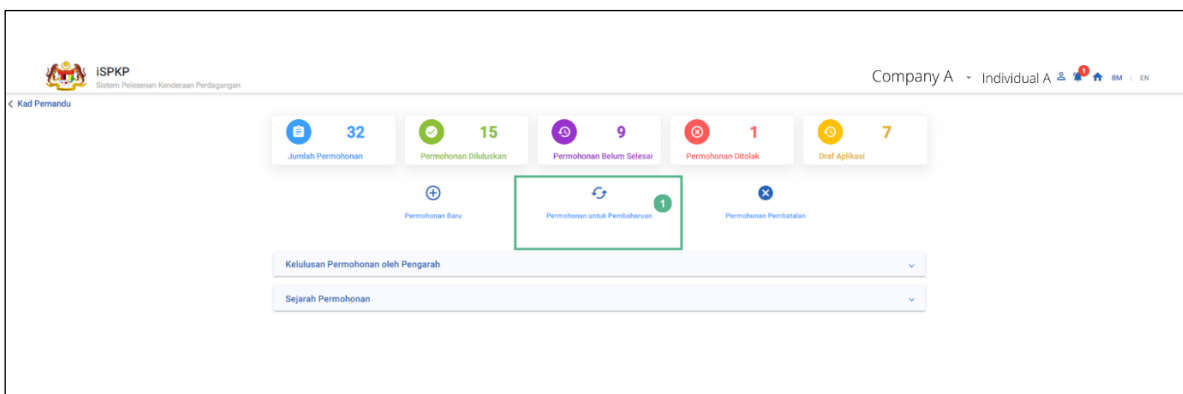 iSPKP
Sistem Pelesenan Kenderaan Perdagangan
Company A
Individual A
1
BM | EN
Kad Pemandu
32
Jumlah Permohonan
15
Permohonan Diluluskan
9
Permohonan Belum Selesai
1
Permohonan Ditolak
7
Draf Aplikasi
Permohonan Baru
Permohonan untuk Pembaharuan
1
Permohonan Pembatalan
Kelulusan Permohonan oleh Pengarah
Sejarah Permohonan